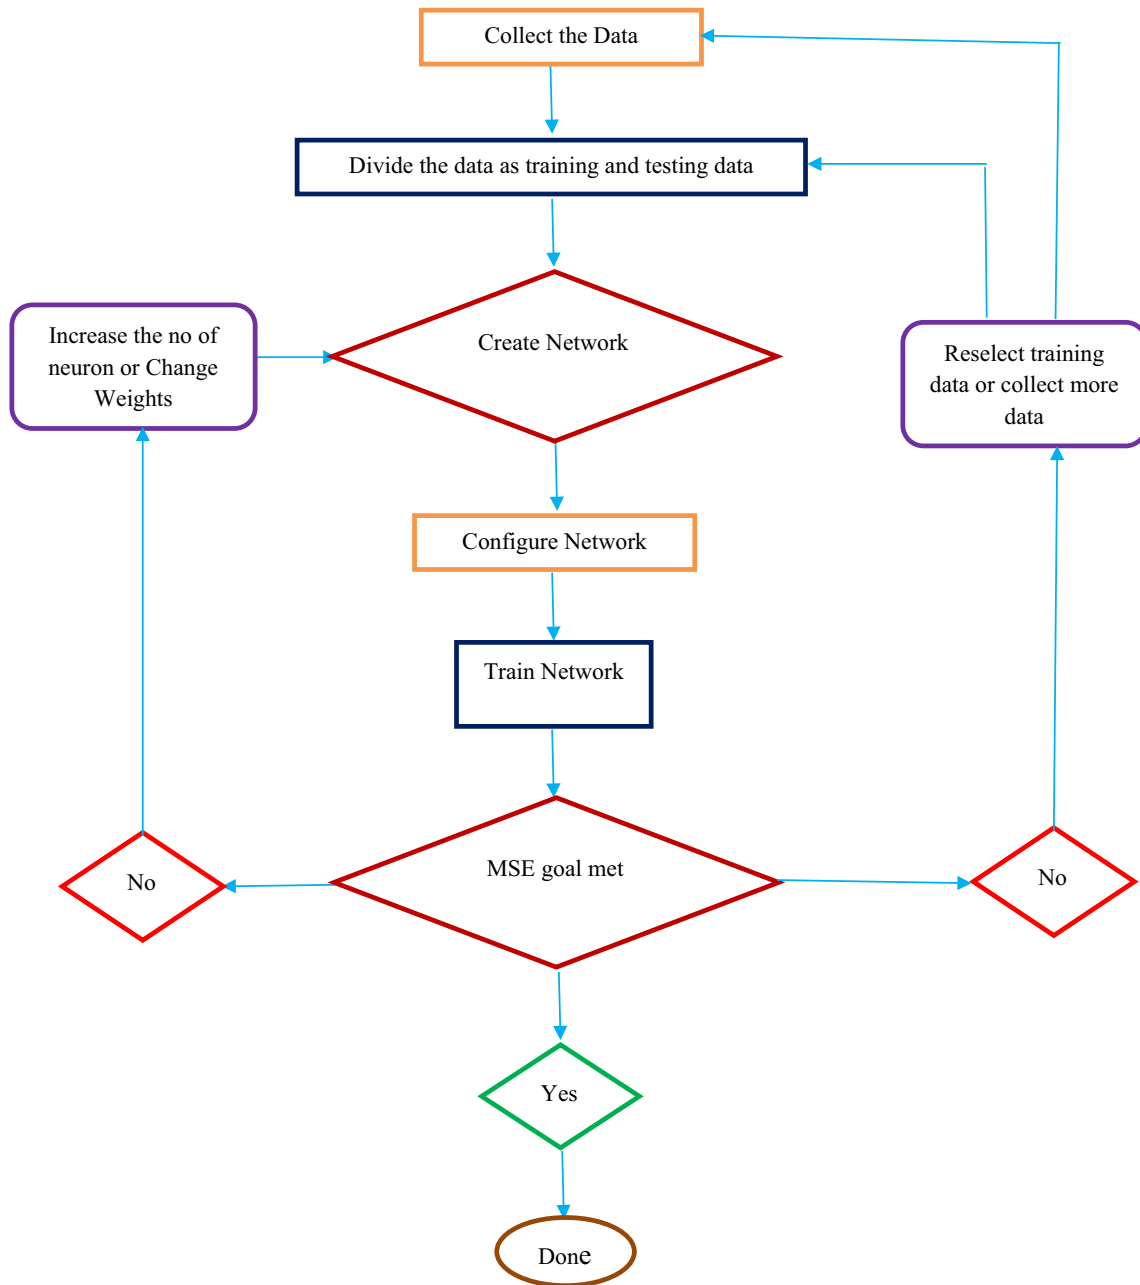 Collect the Data
Divide the data as training and testing data
Increase the no of
neuron or Change
Weights
Create Network
Reselect training
data or collect more
data
Configure Network
Train Network
No
MSE goal met
No
Yes
Done